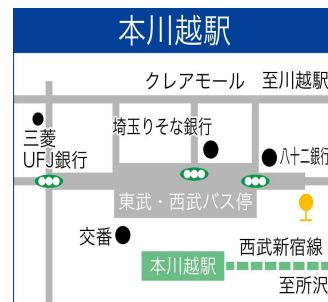 本川越駅
クレアモール 至川越駅
埼玉りそな銀行
三菱
UFJ銀行
八十二銀行
東武・西武バス停
交番
西武新宿線
本川越駅
至所沢